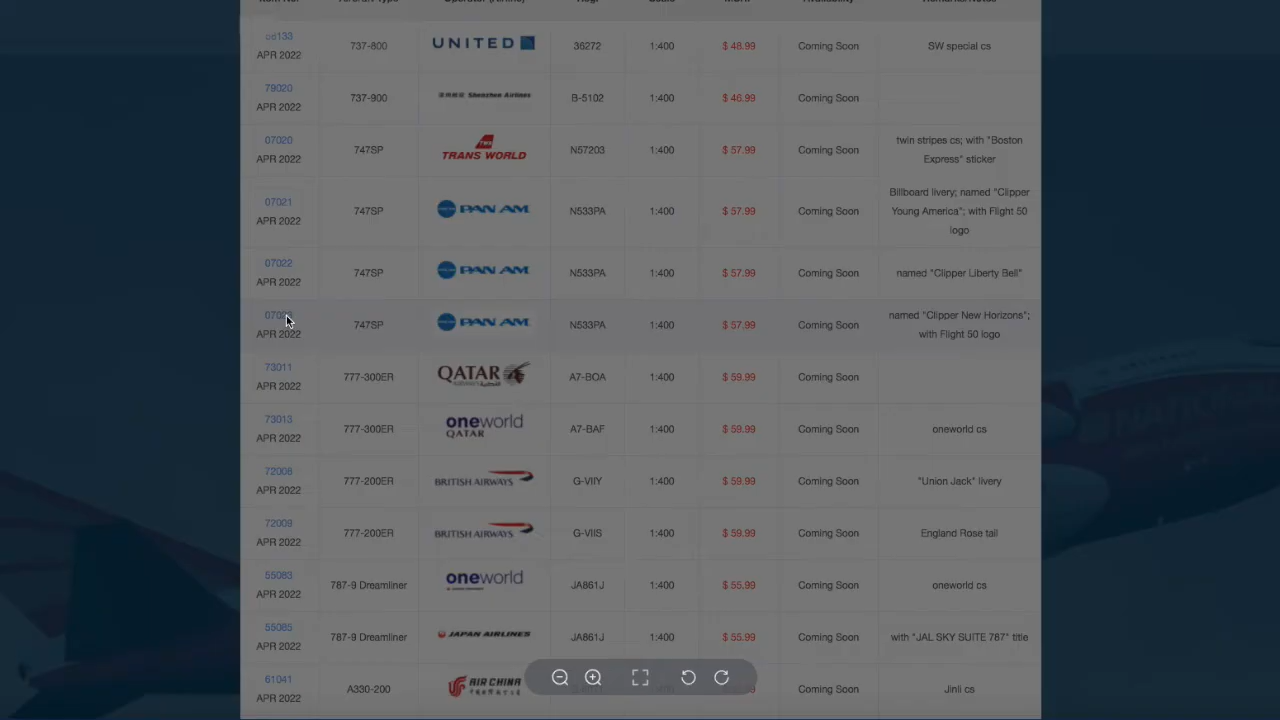 cc133
APR 2022
737-800
UNITED
36272
1:400
$ 48.99
Coming Soon
SW special cs
79020
APR 2022
737-900
Shenzhen Airlines
B-5102
1:400
$ 46.99
Coming Soon
07020
APR 2022
747SP
TWA
TRANS WORLD
N57203
1:400
$ 57.99
Coming Soon
twin stripes cs; with "Boston
Express" sticker
07021
APR 2022
747SP
PAN AM
N533PA
1:400
$ 57.99
Coming Soon
Billboard livery; named "Clipper
Young America"; with Flight 50
logo
07022
APR 2022
747SP
PAN AM
N533PA
1:400
$ 57.99
Coming Soon
named "Clipper Liberty Bell"
APR 2022
747SP
PAN AM
N533PA
1:400
$ 57.99
Coming Soon
named "Clipper New Horizons";
with Flight 50 logo
73011
APR 2022
777-300ER
QATAR
A7-BOA
1:400
$ 59.99
Coming Soon
73013
APR 2022
777-300ER
oneworld
QATAR
A7-BAF
1:400
$ 59.99
Coming Soon
oneworld cs
72008
APR 2022
777-200ER
BRITISH AIRWAYS
G-VIIY
1:400
$ 59.99
Coming Soon
"Union Jack" livery
72009
APR 2022
777-200ER
BRITISH AIRWAYS
G-VIIS
1:400
$ 59.99
Coming Soon
England Rose tail
55083
APR 2022
787-9 Dreamliner
oneworld
JA861J
1:400
$ 55.99
Coming Soon
oneworld cs
55085
APR 2022
787-9 Dreamliner
JAPAN AIRLINES
JA861J
1:400
$ 55.99
Coming Soon
with "JAL SKY SUITE 787" title
61041
APR 2022
A330-200
AIR CHINA
Jinli cs